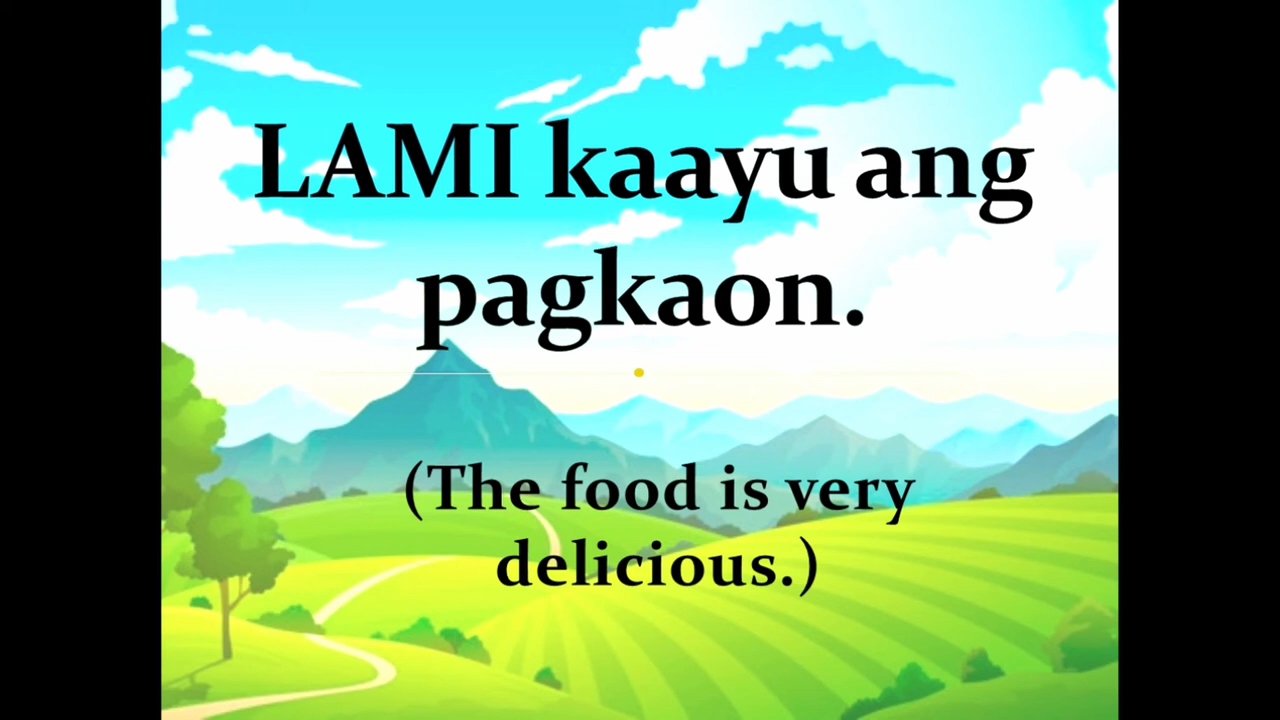 LAMI kaayu ang
pagkaon.
(The food is very
delicious.)